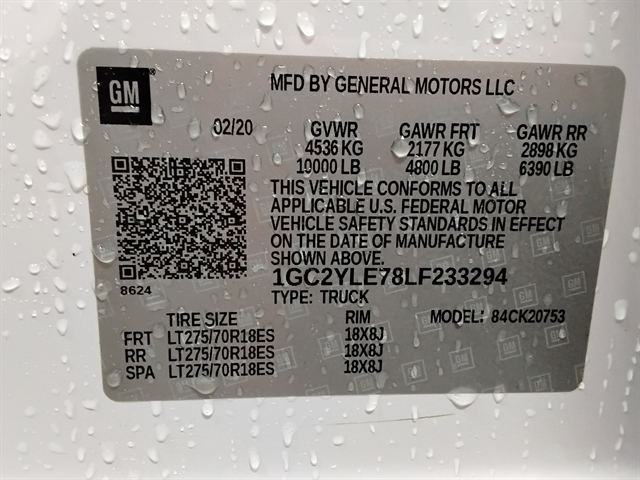 GM
MFD BY GENERAL MOTORS LLC
02/20 GVWR GAWR FRT GAWR RR
4536 KG 2177 KG 2898 KG
10000 LB 4800 LB 6390 LB
THIS VEHICLE CONFORMS TO ALL
APPLICABLE U.S. FEDERAL MOTOR
VEHICLE SAFETY STANDARDS IN EFFECT
ON THE DATE OF MANUFACTURE
SHOWN ABOVE.
8624
1GC2YLE78LF233294
TYPE: TRUCK
TIRE SIZE RIM MODEL: 84CK20753
FRT LT275/70R18ES 18X8J
RR LT275/70R18ES 18X8J
SPA LT275/70R18ES 18X8J